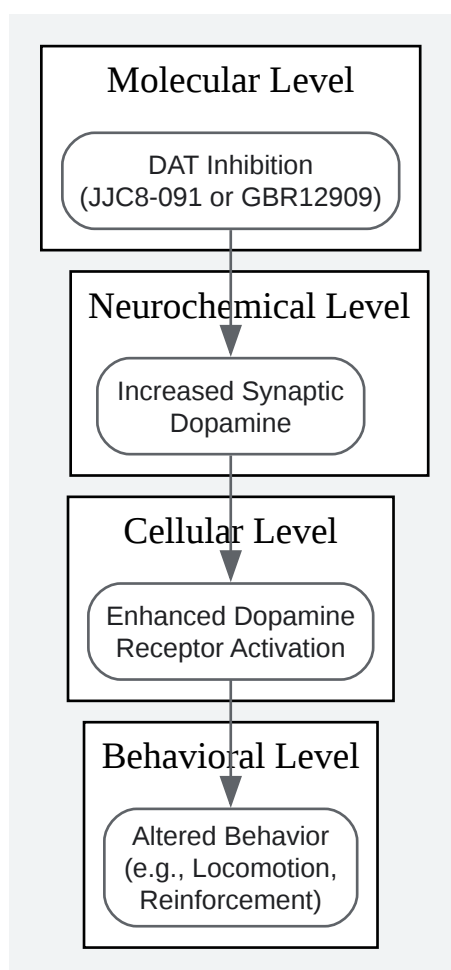 Molecular Level
DAT Inhibition
(JJC8-091 or GBR12909)
Neurochemical Level
Increased Synaptic
Dopamine
Cellular Level
Enhanced Dopamine
Receptor Activation
Behavioral Level
Altered Behavior
(e.g., Locomotion,
Reinforcement)